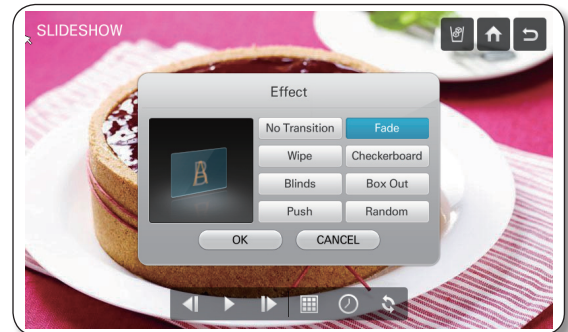 SLIDESHOW
Effect
No Transition Fade
Wipe Checkerboard
Blinds Box Out
Push Random
OK CANCEL